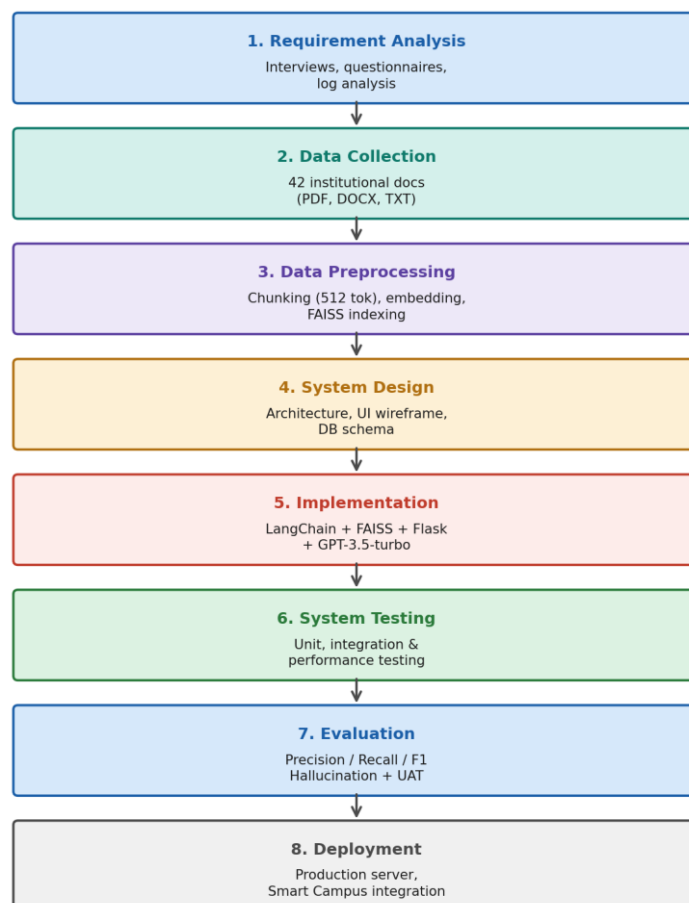 1. Requirement Analysis
Interviews, questionnaires,
log analysis
2. Data Collection
42 institutional docs
(PDF, DOCX, TXT)
3. Data Preprocessing
Chunking (512 tok), embedding,
FAISS indexing
4. System Design
Architecture, UI wireframe,
DB schema
5. Implementation
LangChain + FAISS + Flask
+ GPT-3.5-turbo
6. System Testing
Unit, integration &
performance testing
7. Evaluation
Precision / Recall / F1
Hallucination + UAT
8. Deployment
Production server,
Smart Campus integration